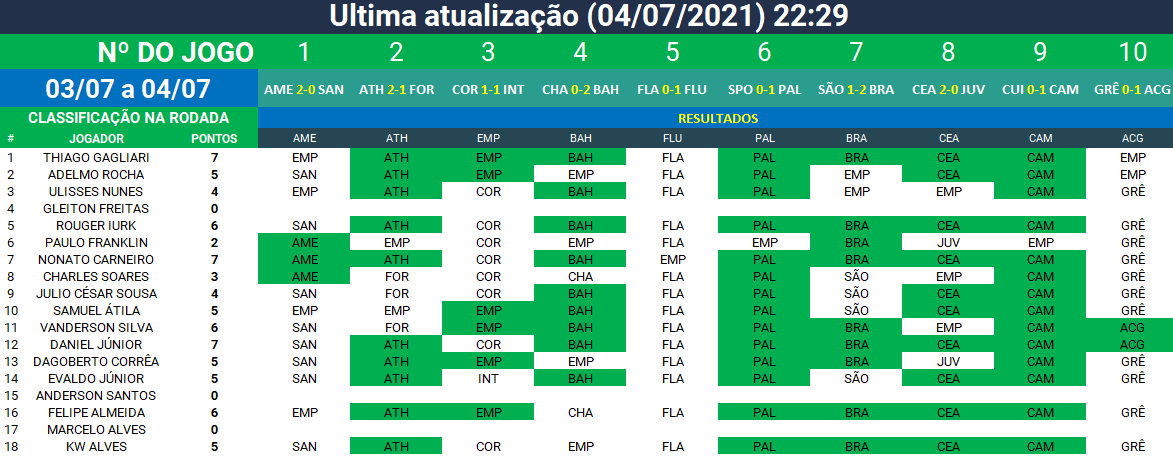 Ultima atualização (04/07/2021) 22:29
Nº DO JOGO 1 2 3 4 5 6 7 8 9 10
03/07 a 04/07 AME 2-0 SAN ATH 2-1 FOR COR 1-1 INT CHA 0-2 BAH FLA 0-1 FLU SPO 0-1 PAL SÃO 1-2 BRA CEA 2-0 JUV CUI 0-1 CAM GRÊ 0-1 ACG
CLASSIFICAÇÃO NA RODADA RESULTADOS
# JOGADOR PONTOS AME ATH EMP BAH FLU PAL BRA CEA CAM ACG
1 THIAGO GAGLIARI 7 EMP ATH EMP BAH FLA PAL BRA CEA CAM EMP
2 ADELMO ROCHA 5 SAN ATH EMP EMP FLA PAL EMP CEA CAM EMP
3 ULISSES NUNES 4 EMP ATH COR BAH FLA PAL EMP EMP CAM GRÊ
4 GLEITON FREITAS 0
5 ROUGER IURK 6 SAN ATH COR BAH FLA PAL BRA CEA CAM GRÊ
6 PAULO FRANKLIN 2 AME EMP COR EMP FLA EMP BRA JUV EMP GRÊ
7 NONATO CARNEIRO 7 AME ATH COR BAH EMP PAL BRA CEA CAM GRÊ
8 CHARLES SOARES 3 AME FOR COR CHA FLA PAL SÃO EMP CAM GRÊ
9 JULIO CÉSAR SOUSA 4 SAN FOR COR BAH FLA PAL SÃO CEA CAM GRÊ
10 SAMUEL ÁTILA 5 EMP EMP EMP BAH FLA PAL SÃO CEA CAM GRÊ
11 VANDERSON SILVA 6 SAN FOR EMP BAH FLA PAL BRA EMP CAM ACG
12 DANIEL JÚNIOR 7 SAN ATH COR BAH FLA PAL BRA CEA CAM ACG
13 DAGOBERTO CORRÊA 5 SAN ATH EMP EMP FLA PAL BRA JUV CAM GRÊ
14 EVALDO JÚNIOR 5 SAN ATH INT BAH FLA PAL SÃO CEA CAM GRÊ
15 ANDERSON SANTOS 0
16 FELIPE ALMEIDA 6 EMP ATH EMP CHA FLA PAL BRA CEA CAM GRÊ
17 MARCELO ALVES 0
18 KW ALVES 5 SAN ATH COR EMP FLA PAL BRA CEA CAM GRÊ